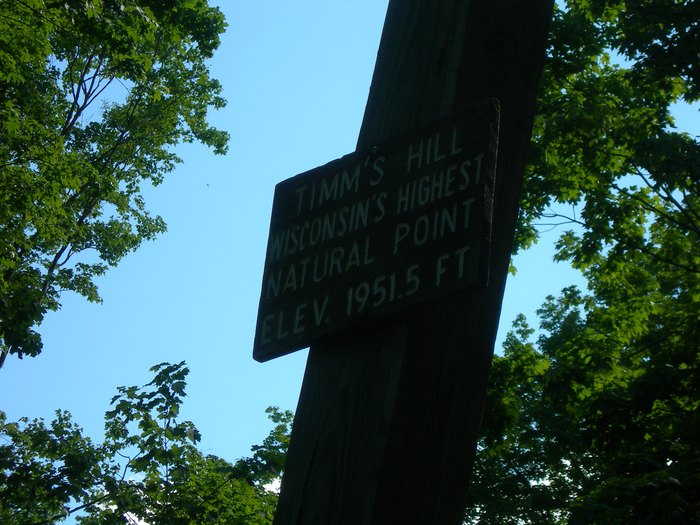 TIMM'S HILL
WISCONSIN'S HIGHEST
NATURAL POINT
ELEV. 1951.5 FT